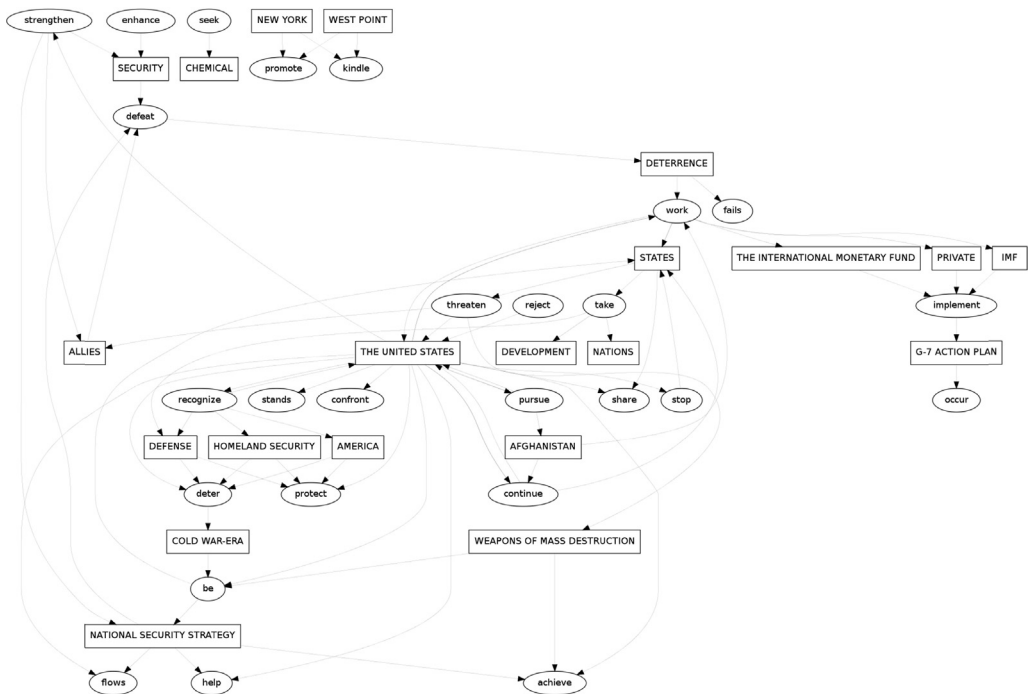 strengthen
enhance
seek
NEW YORK
WEST POINT
SECURITY
CHEMICAL
promote
kindle
defeat
DETERRENCE
work
fails
STATES
THE INTERNATIONAL MONETARY FUND
PRIVATE
IMF
threaten
reject
take
implement
ALLIES
THE UNITED STATES
DEVELOPMENT
NATIONS
G-7 ACTION PLAN
recognize
stands
confront
pursue
share
stop
occur
DEFENSE
HOMELAND SECURITY
AMERICA
AFGHANISTAN
deter
protect
continue
COLD WAR-ERA
WEAPONS OF MASS DESTRUCTION
be
NATIONAL SECURITY STRATEGY
flows
help
achieve